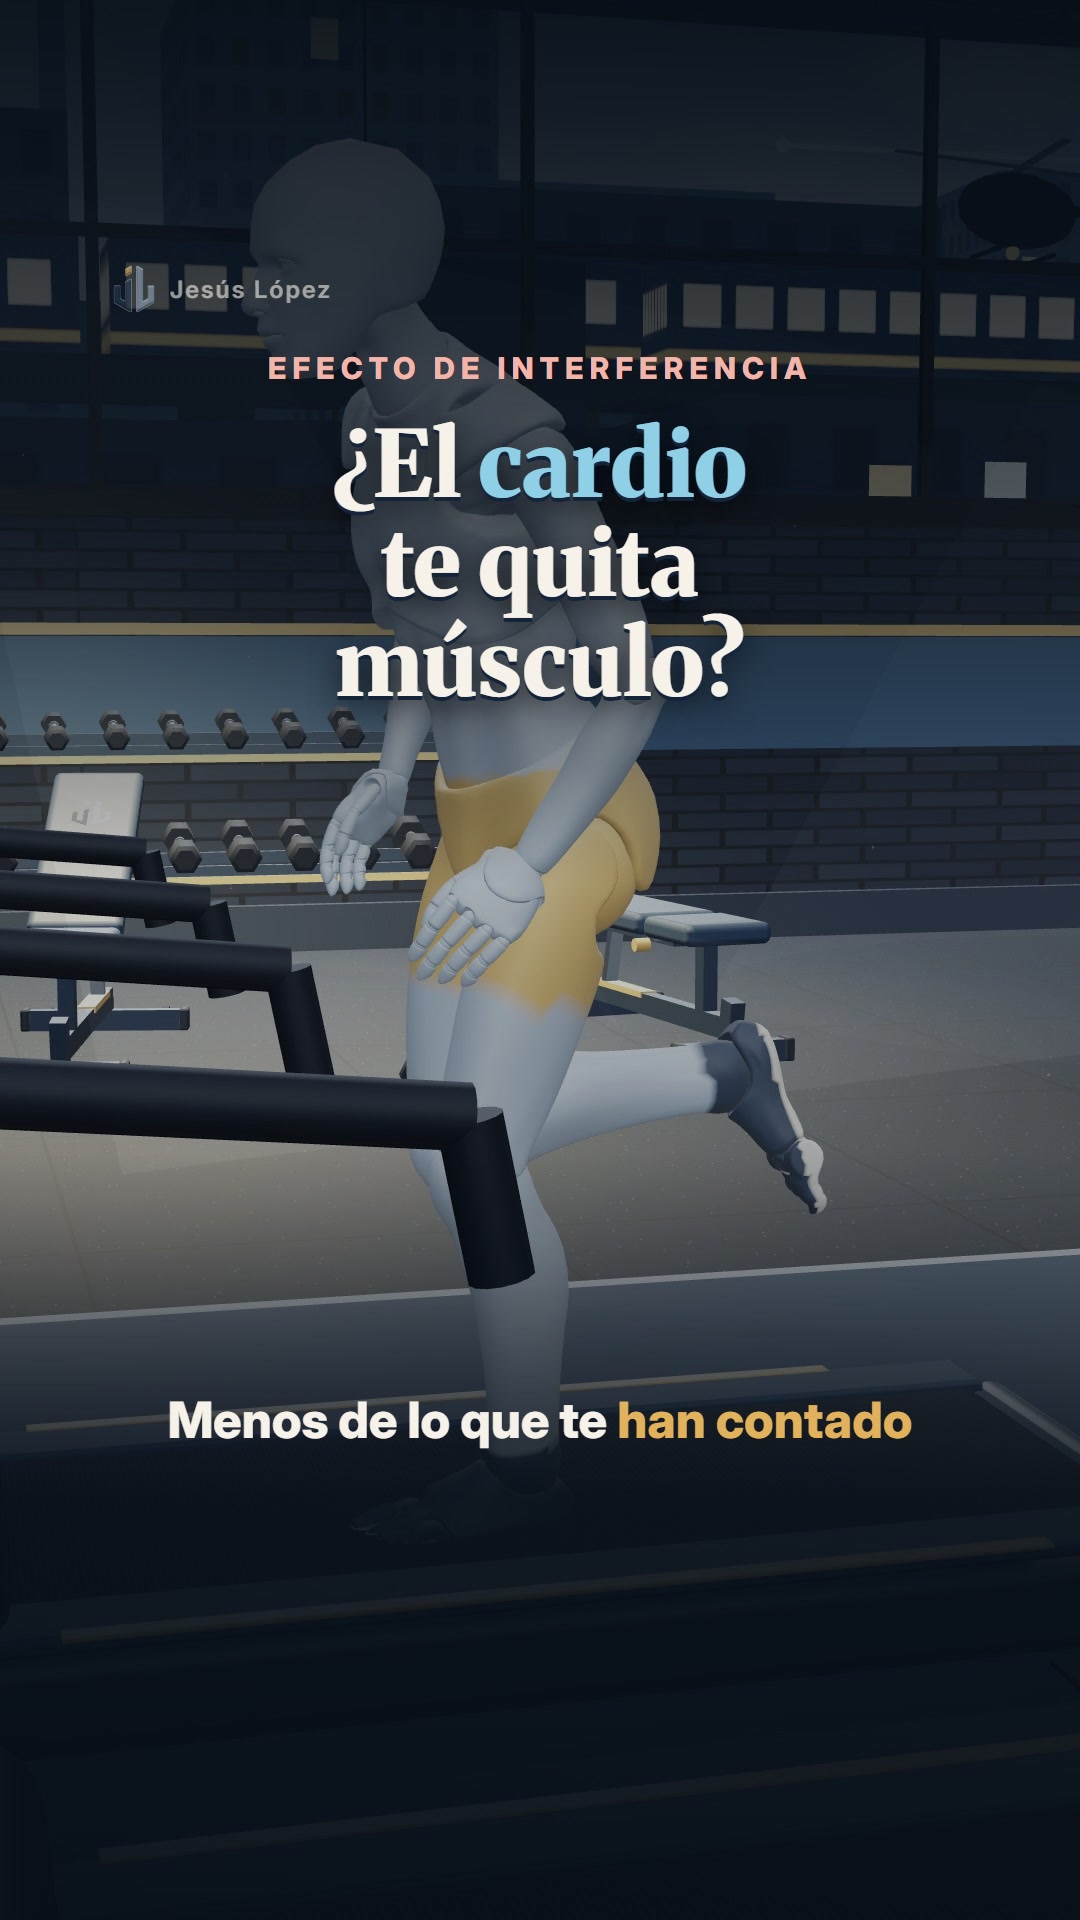 Jesús López
EFECTO DE INTERFERENCIA
¿El cardio
te quita
músculo?
Menos de lo que te han contado